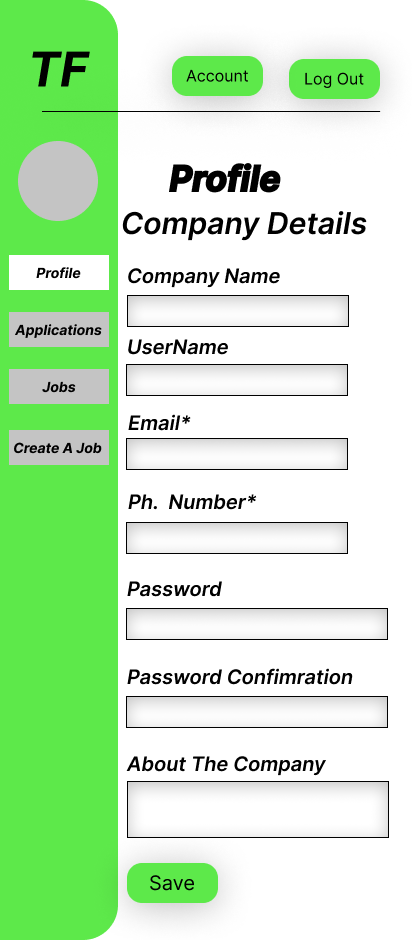 TF
Account
Log Out
Profile
Applications
Jobs
Create A Job
Profile
Company Details
Company Name
UserName
Email*
Ph. Number*
Password
Password Confimration
About The Company
Save